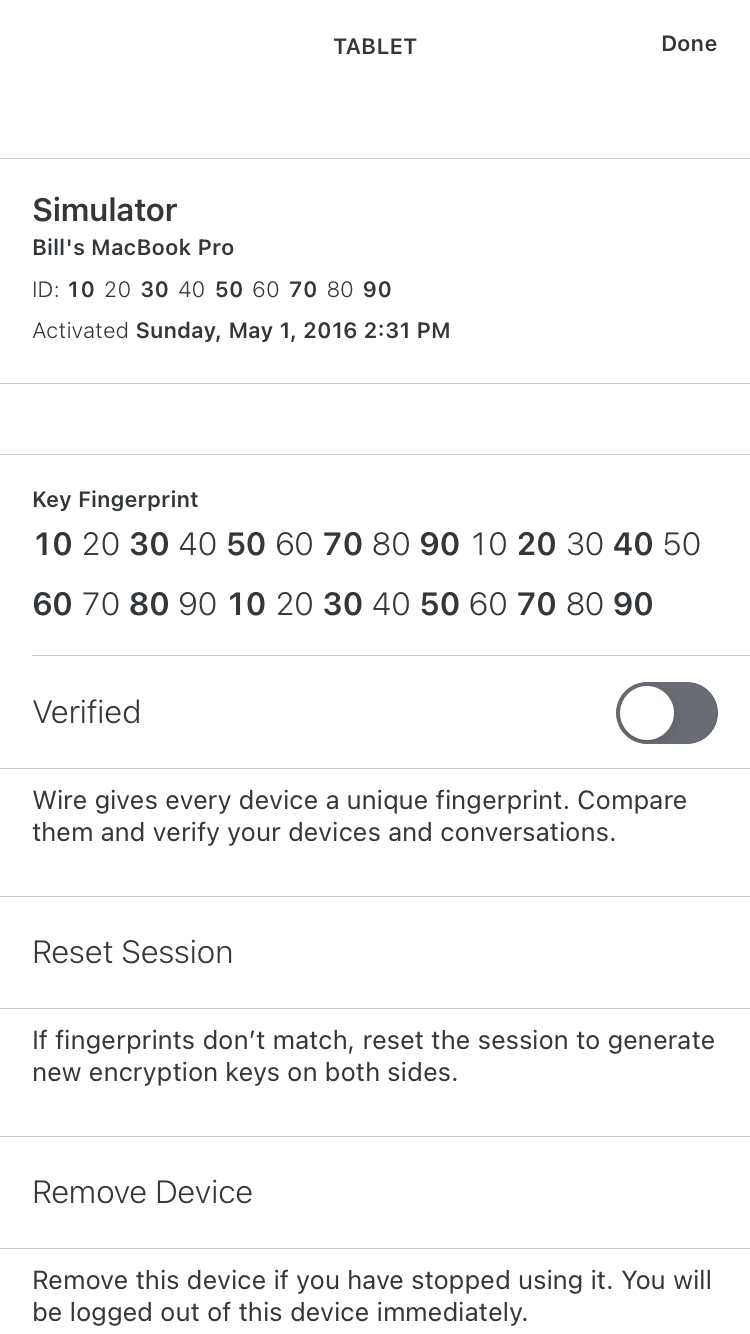 TABLET
Done
Simulator
Bill's MacBook Pro
ID: 10 20 30 40 50 60 70 80 90
Activated Sunday, May 1, 2016 2:31 PM
Key Fingerprint
10 20 30 40 50 60 70 80 90 10 20 30 40 50
60 70 80 90 10 20 30 40 50 60 70 80 90
Verified
Wire gives every device a unique fingerprint. Compare
them and verify your devices and conversations.
Reset Session
If fingerprints don’t match, reset the session to generate
new encryption keys on both sides.
Remove Device
Remove this device if you have stopped using it. You will
be logged out of this device immediately.